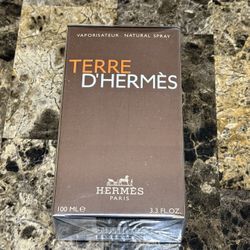 VAPORISATEUR - NATURAL SPRAY
TERRE
D'HERMÈS
HERMÈS
PARIS
100 ML e 3.3 FL.OZ.